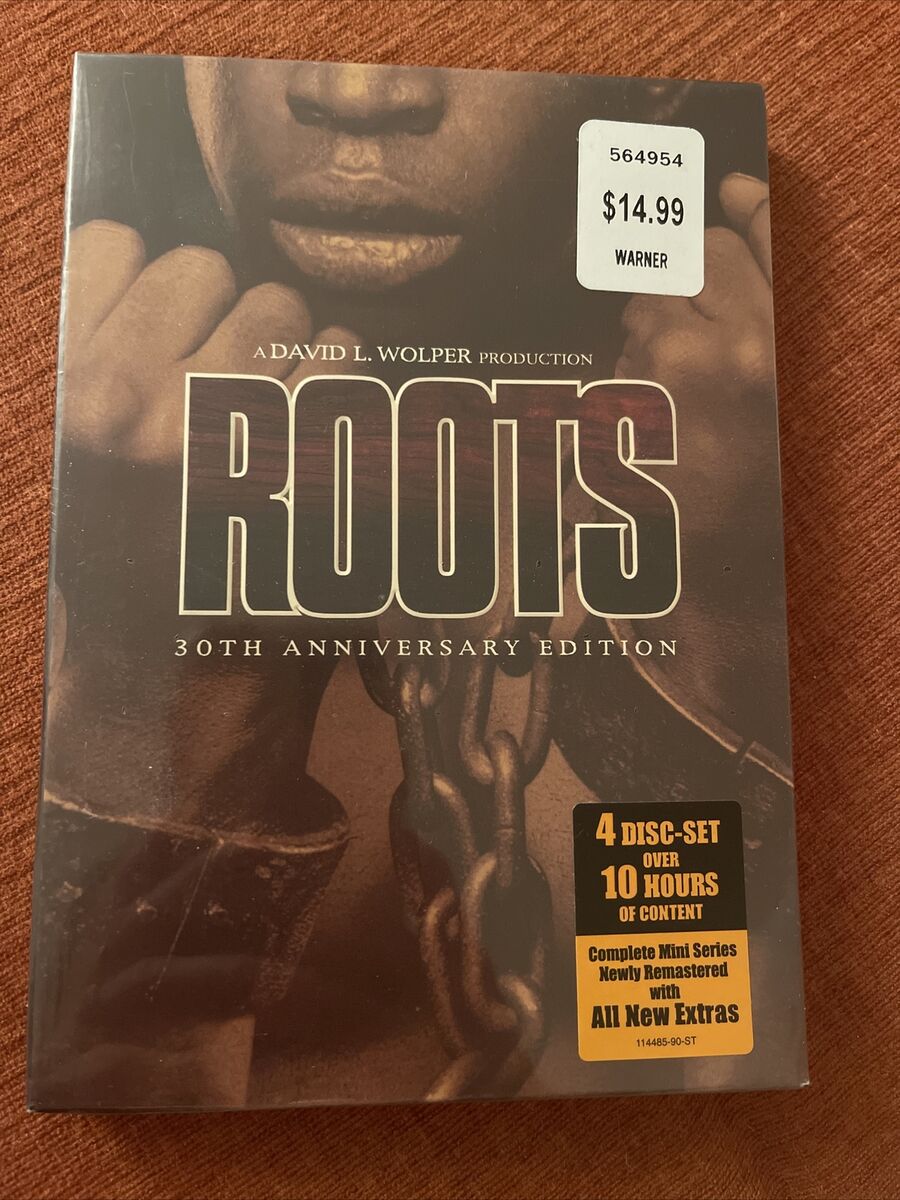 564954
$14.99
WARNER
A DAVID L. WOLPER PRODUCTION
ROOTS
30TH ANNIVERSARY EDITION
4 DISC-SET
OVER
10 HOURS
OF CONTENT
Complete Mini Series
Newly Remastered
with
All New Extras
114485-90-ST